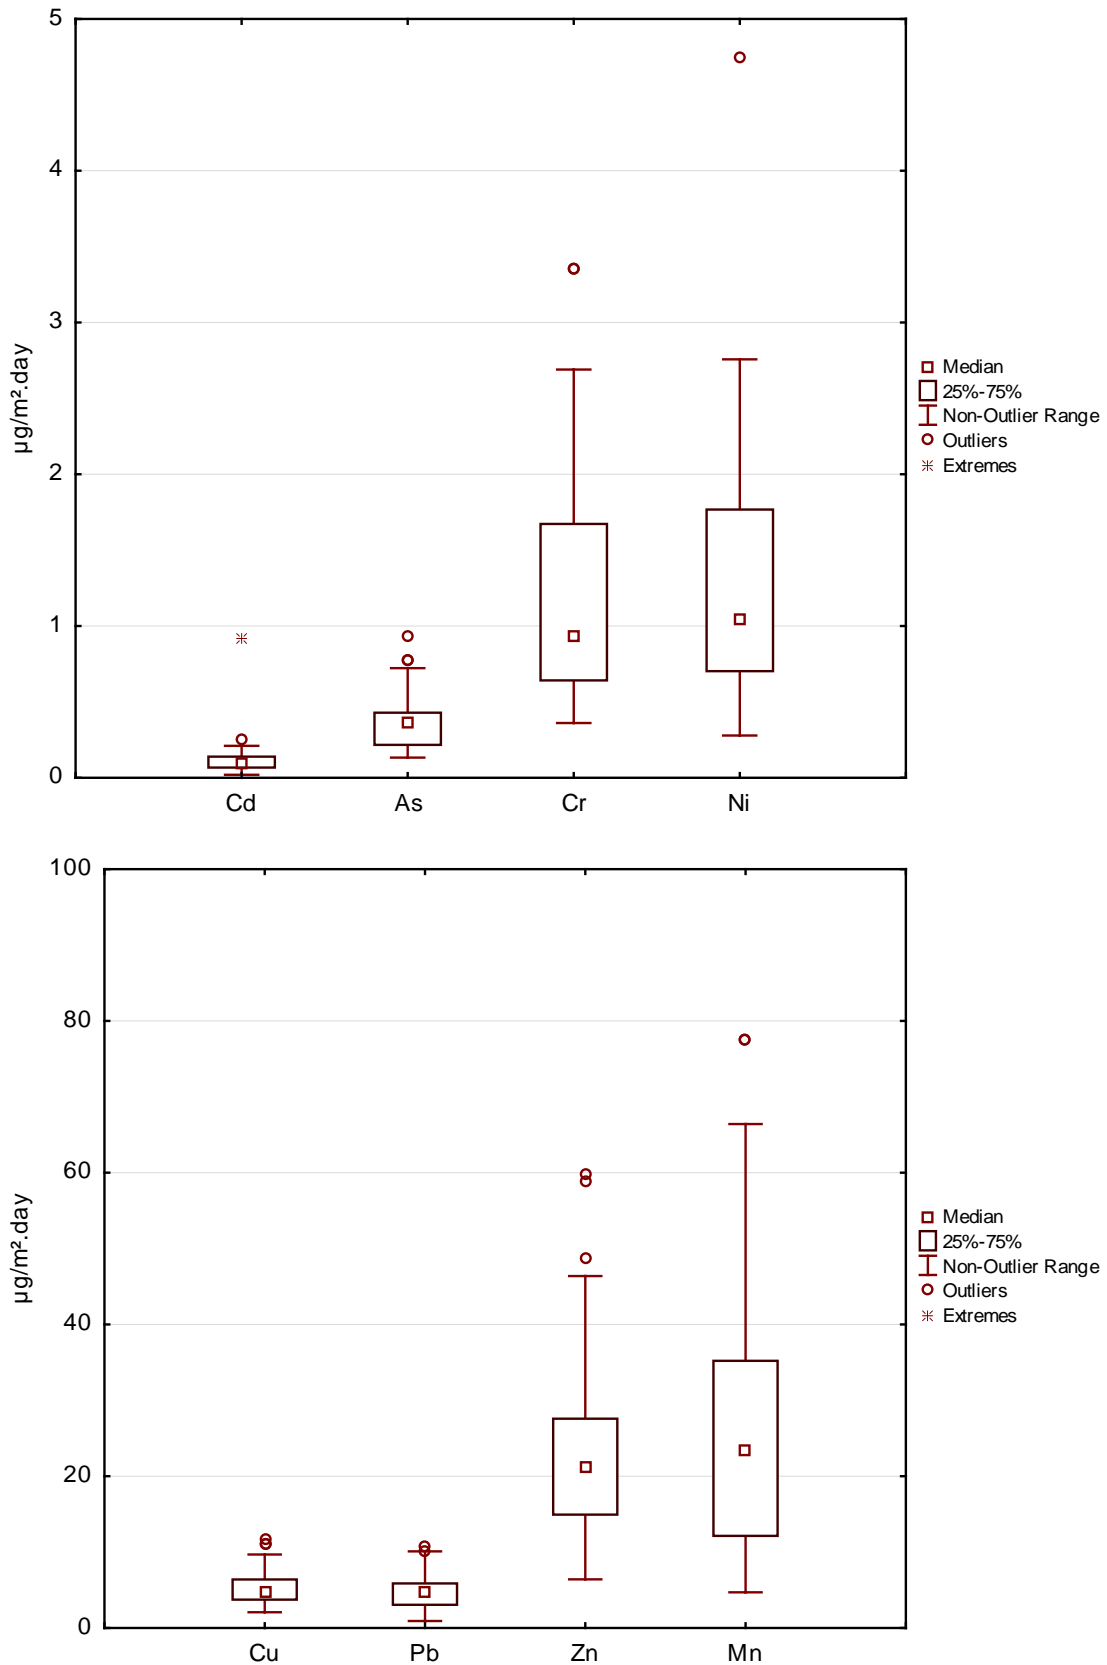 5
4
3
2
1
0
µg/m².day
Cd As Cr Ni
Median
25%-75%
Non-Outlier Range
Outliers
Extremes
100
80
60
40
20
0
µg/m².day
Cu Pb Zn Mn
Median
25%-75%
Non-Outlier Range
Outliers
Extremes